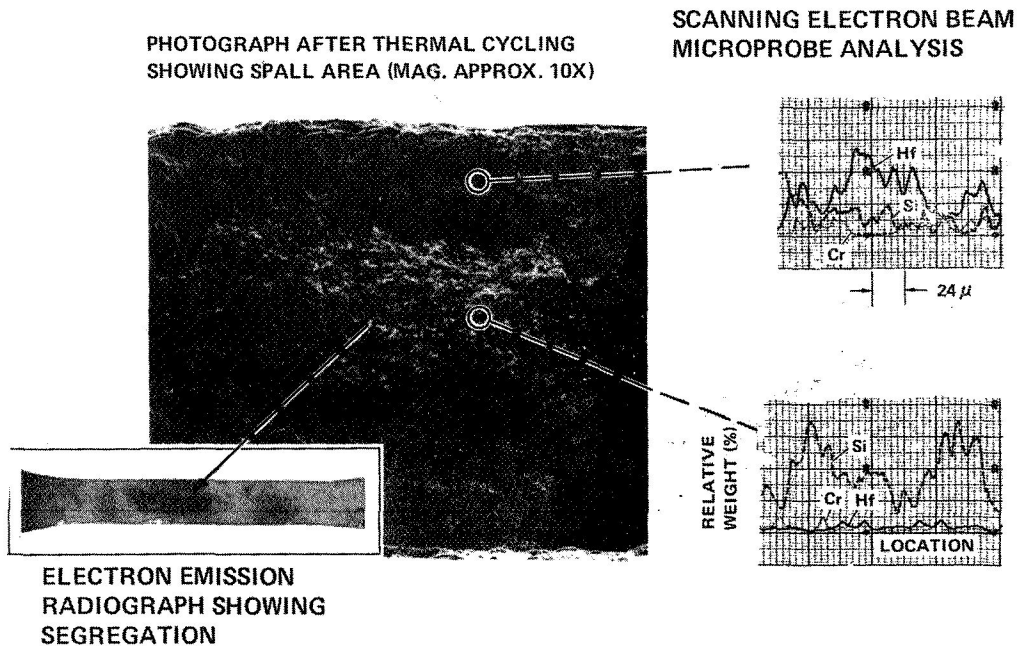 SCANNING ELECTRON BEAM
MICROPROBE ANALYSIS
PHOTOGRAPH AFTER THERMAL CYCLING
SHOWING SPALL AREA (MAG. APPROX. 10X)
Hf
Si
Cr
24 μ
RELATIVE
WEIGHT (%)
Si
Cr Hf
LOCATION
ELECTRON EMISSION
RADIOGRAPH SHOWING
SEGREGATION